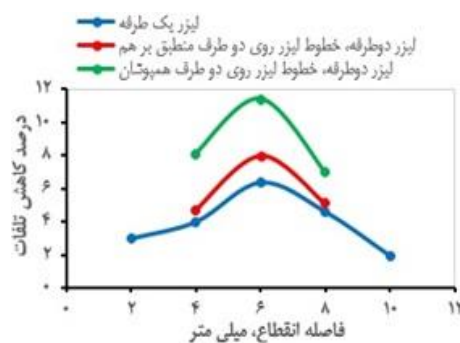 لیزر یک طرفه
لیزر دوطرفه، خطوط لیزر روی دو طرف منطبق بر هم
لیزر دوطرفه، خطوط لیزر روی دو طرف همپوشان
درصد کاهش تلفات
۱۲
۱۰
۸
۶
۴
۲
۰
۰ ۲ ۴ ۶ ۸ ۱۰ ۱۲
فاصله انقطاع، میلی متر